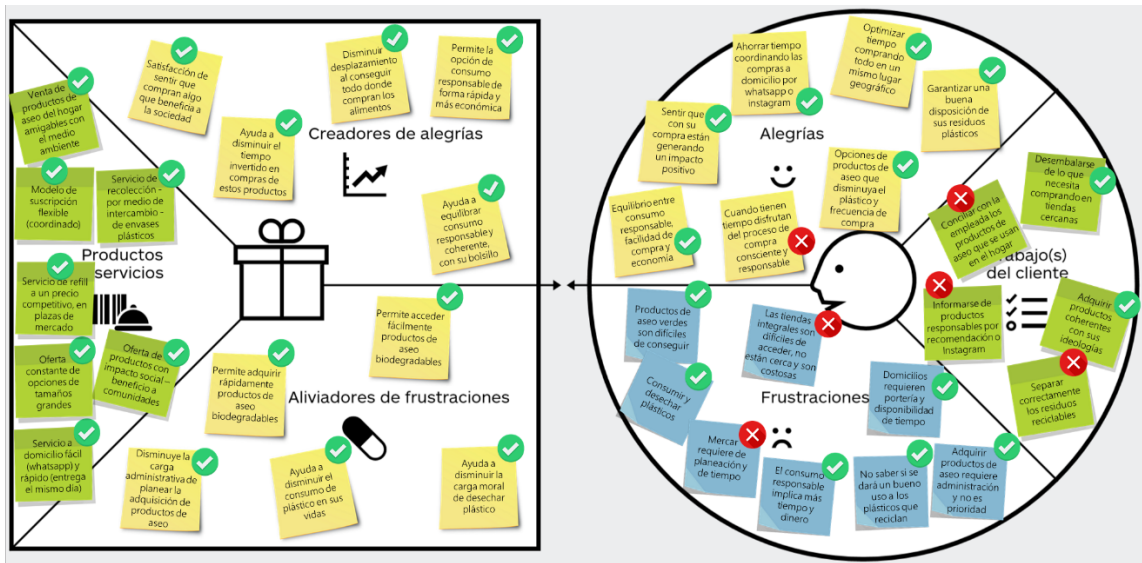 Venta de
productos de
aseo del hogar
amigables con
el medio
ambiente
Satisfacción de
sentir que
compran algo
que beneficia a
la sociedad
Disminuir
desplazamiento
al conseguir
todo donde
compran los
alimentos
Permite la
opción de
consumo
responsable de
forma rápida y
más económica
Creadores de alegrías
Ayuda a
disminuir el
tiempo
invertido en
compras de
estos productos
Modelo de
suscripción
flexible
(coordinado)
Servicio de
recolección -
por medio de
intercambio -
de envases
plásticos
Ayuda a
equilibrar
consumo
responsable y
coherente,
con su bolsillo
Productos
servicios
Servicio de refill
a un precio
competitivo, en
plazas de
mercado
Oferta
constante de
opciones de
tamaños
grandes
Oferta de
productos con
impacto social –
beneficio a
comunidades
Servicio a
domicilio fácil
(whatsapp) y
rápido (entrega
el mismo día)
Permite acceder
fácilmente
productos de
aseo
biodegradables
Permite adquirir
rápidamente
productos de
aseo
biodegradables
Aliviadores de frustraciones
Disminuye la
carga
administrativa de
planear la
adquisición de
productos de
aseo
Ayuda a
disminuir el
consumo de
plástico en sus
vidas
Ayuda a
disminuir la
carga moral
de desechar
plástico
Ahorrar tiempo
coordinando las
compras a
domicilio por
whatsapp o
instagram
Optimizar
tiempo
comprando
todo en un
mismo lugar
geográfico
Garantizar una
buena
disposición de
sus residuos
plásticos
Sentir que
con su
compra están
generando
un impacto
positivo
Alegrías
Opciones de
productos de
aseo que
disminuya el
plástico y
frecuencia de
compra
Equilibrio entre
consumo
responsable,
facilidad de
compra y
economía
Cuando tienen
tiempo disfrutan
del proceso de
compra
consciente y
responsable
Desembalarse
de lo que
necesita
comprando en
tiendas
cercanas
Conciliar con la
empleada los
productos de
aseo que se usan
en el hogar
trabajo(s)
del cliente
Informarse de
productos
responsables por
recomendación o
Instagram
Adquirir
productos
coherentes
con sus
ideologías
Separar
correctamente
los residuos
reciclables
Productos de
aseo verdes
son difíciles de
conseguir
Las tiendas
integrales son
difíciles de
acceder, no
están cerca y son
costosas
Consumir y
desechar
plásticos
Frustraciones
Domicilios
requieren
portería y
disponibilidad
de tiempo
Mercar
requiere de
planeación y
de tiempo
El consumo
responsable
implica más
tiempo y
dinero
No saber si se
dará un bueno
uso a los
plásticos que
reciclan
Adquirir
productos de
aseo requiere
administración
y no es
prioridad